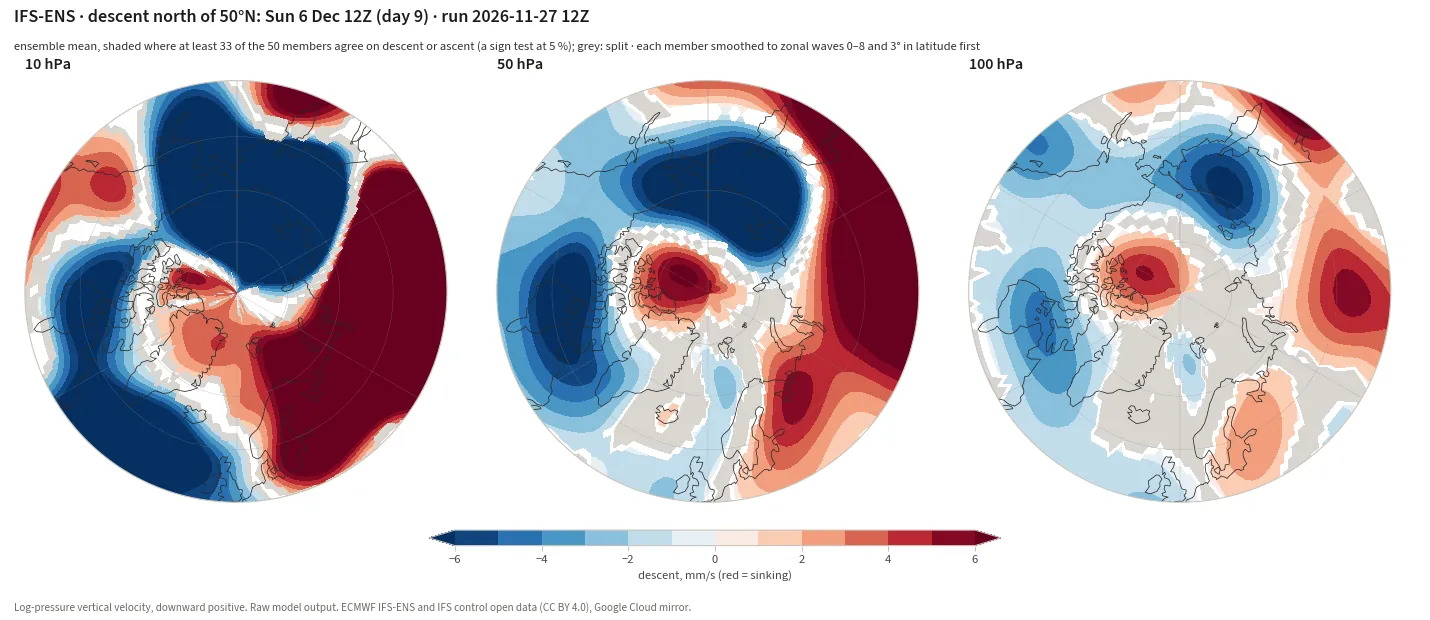 IFS-ENS · descent north of 50°N: Sun 6 Dec 12Z (day 9) · run 2026-11-27 12Z
ensemble mean, shaded where at least 33 of the 50 members agree on descent or ascent (a sign test at 5 %); grey: split · each member smoothed to zonal waves 0–8 and 3° in latitude first
10 hPa
50 hPa
100 hPa
−6 −4 −2 0 2 4 6
descent, mm/s (red = sinking)
Log-pressure vertical velocity, downward positive. Raw model output. ECMWF IFS-ENS and IFS control open data (CC BY 4.0), Google Cloud mirror.